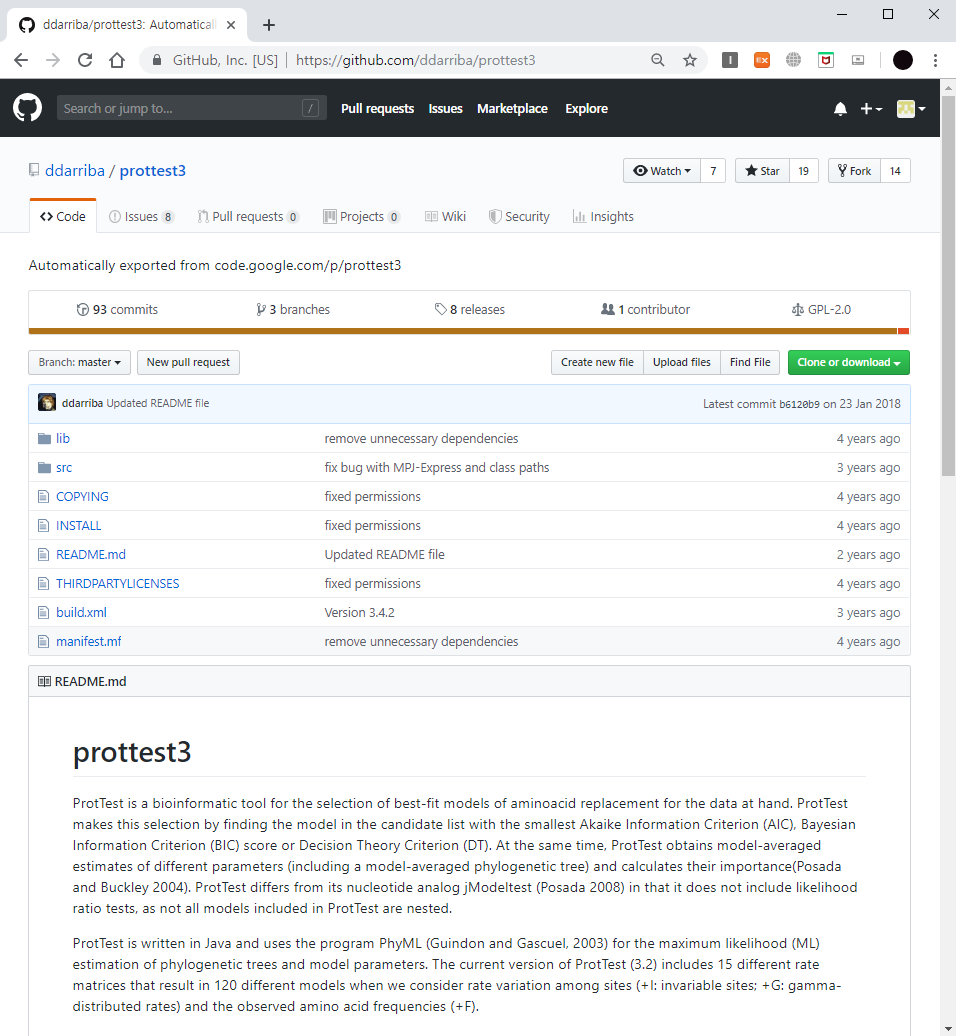 ddarriba/prottest3: Automaticall
GitHub, Inc. [US] | https://github.com/ddarriba/prottest3
Search or jump to... /
Pull requests Issues Marketplace Explore
ddarriba / prottest3
Watch 7 Star 19 Fork 14
Code Issues 8 Pull requests 0 Projects 0 Wiki Security Insights
Automatically exported from code.google.com/p/prottest3
93 commits 3 branches 8 releases 1 contributor GPL-2.0
Branch: master New pull request Create new file Upload files Find File Clone or download
ddarriba Updated README file Latest commit b6120b9 on 23 Jan 2018
lib remove unnecessary dependencies 4 years ago
src fix bug with MPJ-Express and class paths 3 years ago
COPYING fixed permissions 4 years ago
INSTALL fixed permissions 4 years ago
README.md Updated README file 2 years ago
THIRDPARTYLICENSES fixed permissions 4 years ago
build.xml Version 3.4.2 3 years ago
manifest.mf remove unnecessary dependencies 4 years ago
README.md
prottest3
ProtTest is a bioinformatic tool for the selection of best-fit models of aminoacid replacement for the data at hand. ProtTest
makes this selection by finding the model in the candidate list with the smallest Akaike Information Criterion (AIC), Bayesian
Information Criterion (BIC) score or Decision Theory Criterion (DT). At the same time, ProtTest obtains model-averaged
estimates of different parameters (including a model-averaged phylogenetic tree) and calculates their importance(Posada
and Buckley 2004). ProtTest differs from its nucleotide analog jModeltest (Posada 2008) in that it does not include likelihood
ratio tests, as not all models included in ProtTest are nested.
ProtTest is written in Java and uses the program PhyML (Guindon and Gascuel, 2003) for the maximum likelihood (ML)
estimation of phylogenetic trees and model parameters. The current version of ProtTest (3.2) includes 15 different rate
matrices that result in 120 different models when we consider rate variation among sites (+I: invariable sites; +G: gamma-
distributed rates) and the observed amino acid frequencies (+F).